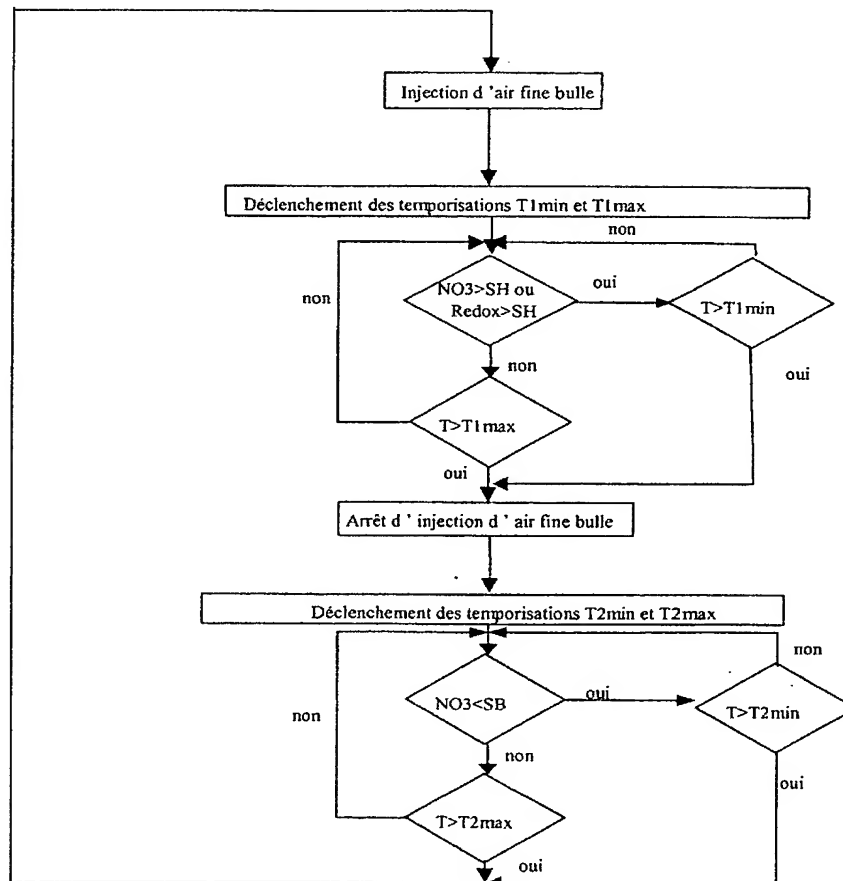 Injection d 'air fine bulle
Déclenchement des temporisations T1min et T1max
non
non
NO3>SH ou
Redox>SH
oui
T>T1min
non
oui
T>T1max
oui
Arrêt d ' injection d ' air fine bulle
Déclenchement des temporisations T2min et T2max
non
non
NO3<SB
oui
T>T2min
non
oui
T>T2max
oui